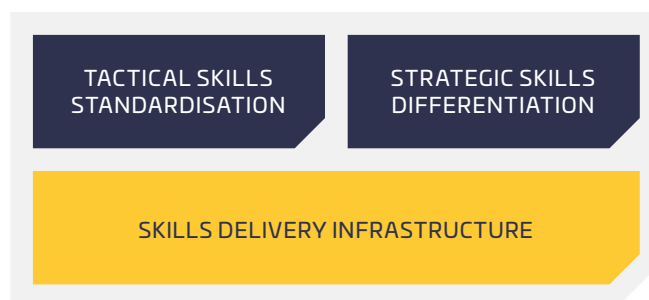 TACTICAL SKILLS
STANDARDISATION
STRATEGIC SKILLS
DIFFERENTIATION
SKILLS DELIVERY INFRASTRUCTURE